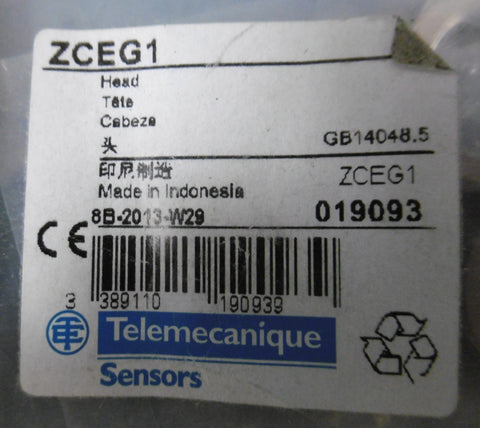 ZCEG1
Head
Tête
Cabeza
头
GB14048.5
印尼制造
ZCEG1
Made in Indonesia
8B-2013-W29
019093
CE
3 389110 190939
Telemecanique
Sensors